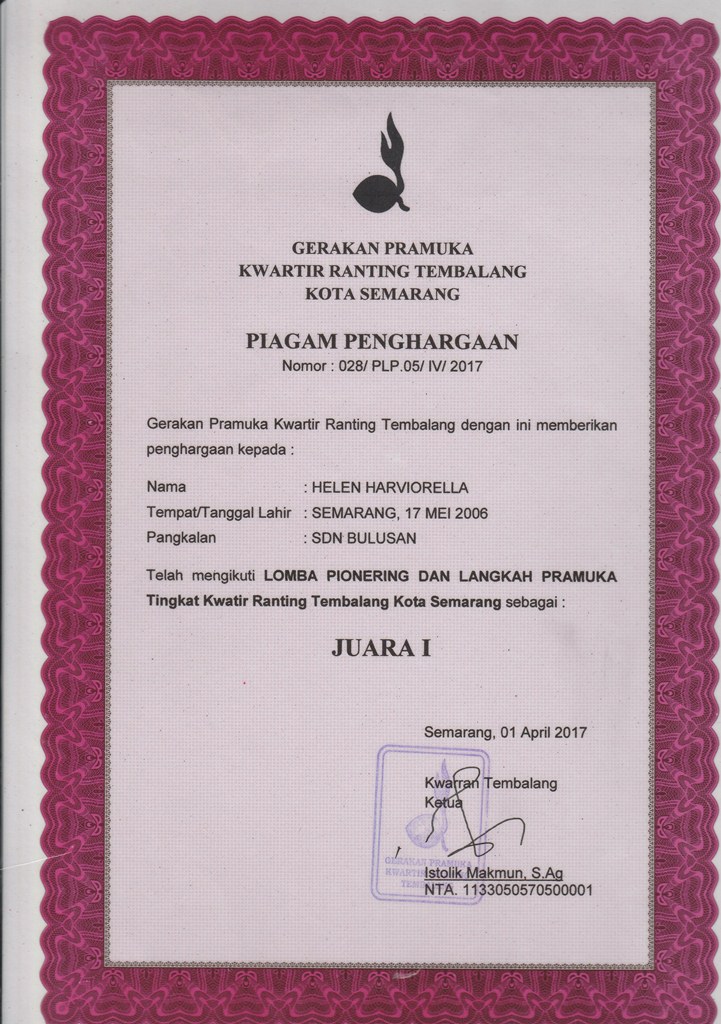 GERAKAN PRAMUKA
KWARTIR RANTING TEMBALANG
KOTA SEMARANG
PIAGAM PENGHARGAAN
Nomor : 028/ PLP.05/ IV/ 2017
Gerakan Pramuka Kwartir Ranting Tembalang dengan ini memberikan
penghargaan kepada :
Nama : HELEN HARVIORELLA
Tempat/Tanggal Lahir : SEMARANG, 17 MEI 2006
Pangkalan : SDN BULUSAN
Telah mengikuti LOMBA PIONERING DAN LANGKAH PRAMUKA
Tingkat Kwatir Ranting Tembalang Kota Semarang sebagai :
JUARA I
Semarang, 01 April 2017
Kwarran Tembalang
Ketua
GERAKAN PRAMUKA
Istolik Makmun, S.Ag
NTA. 1133050570500001